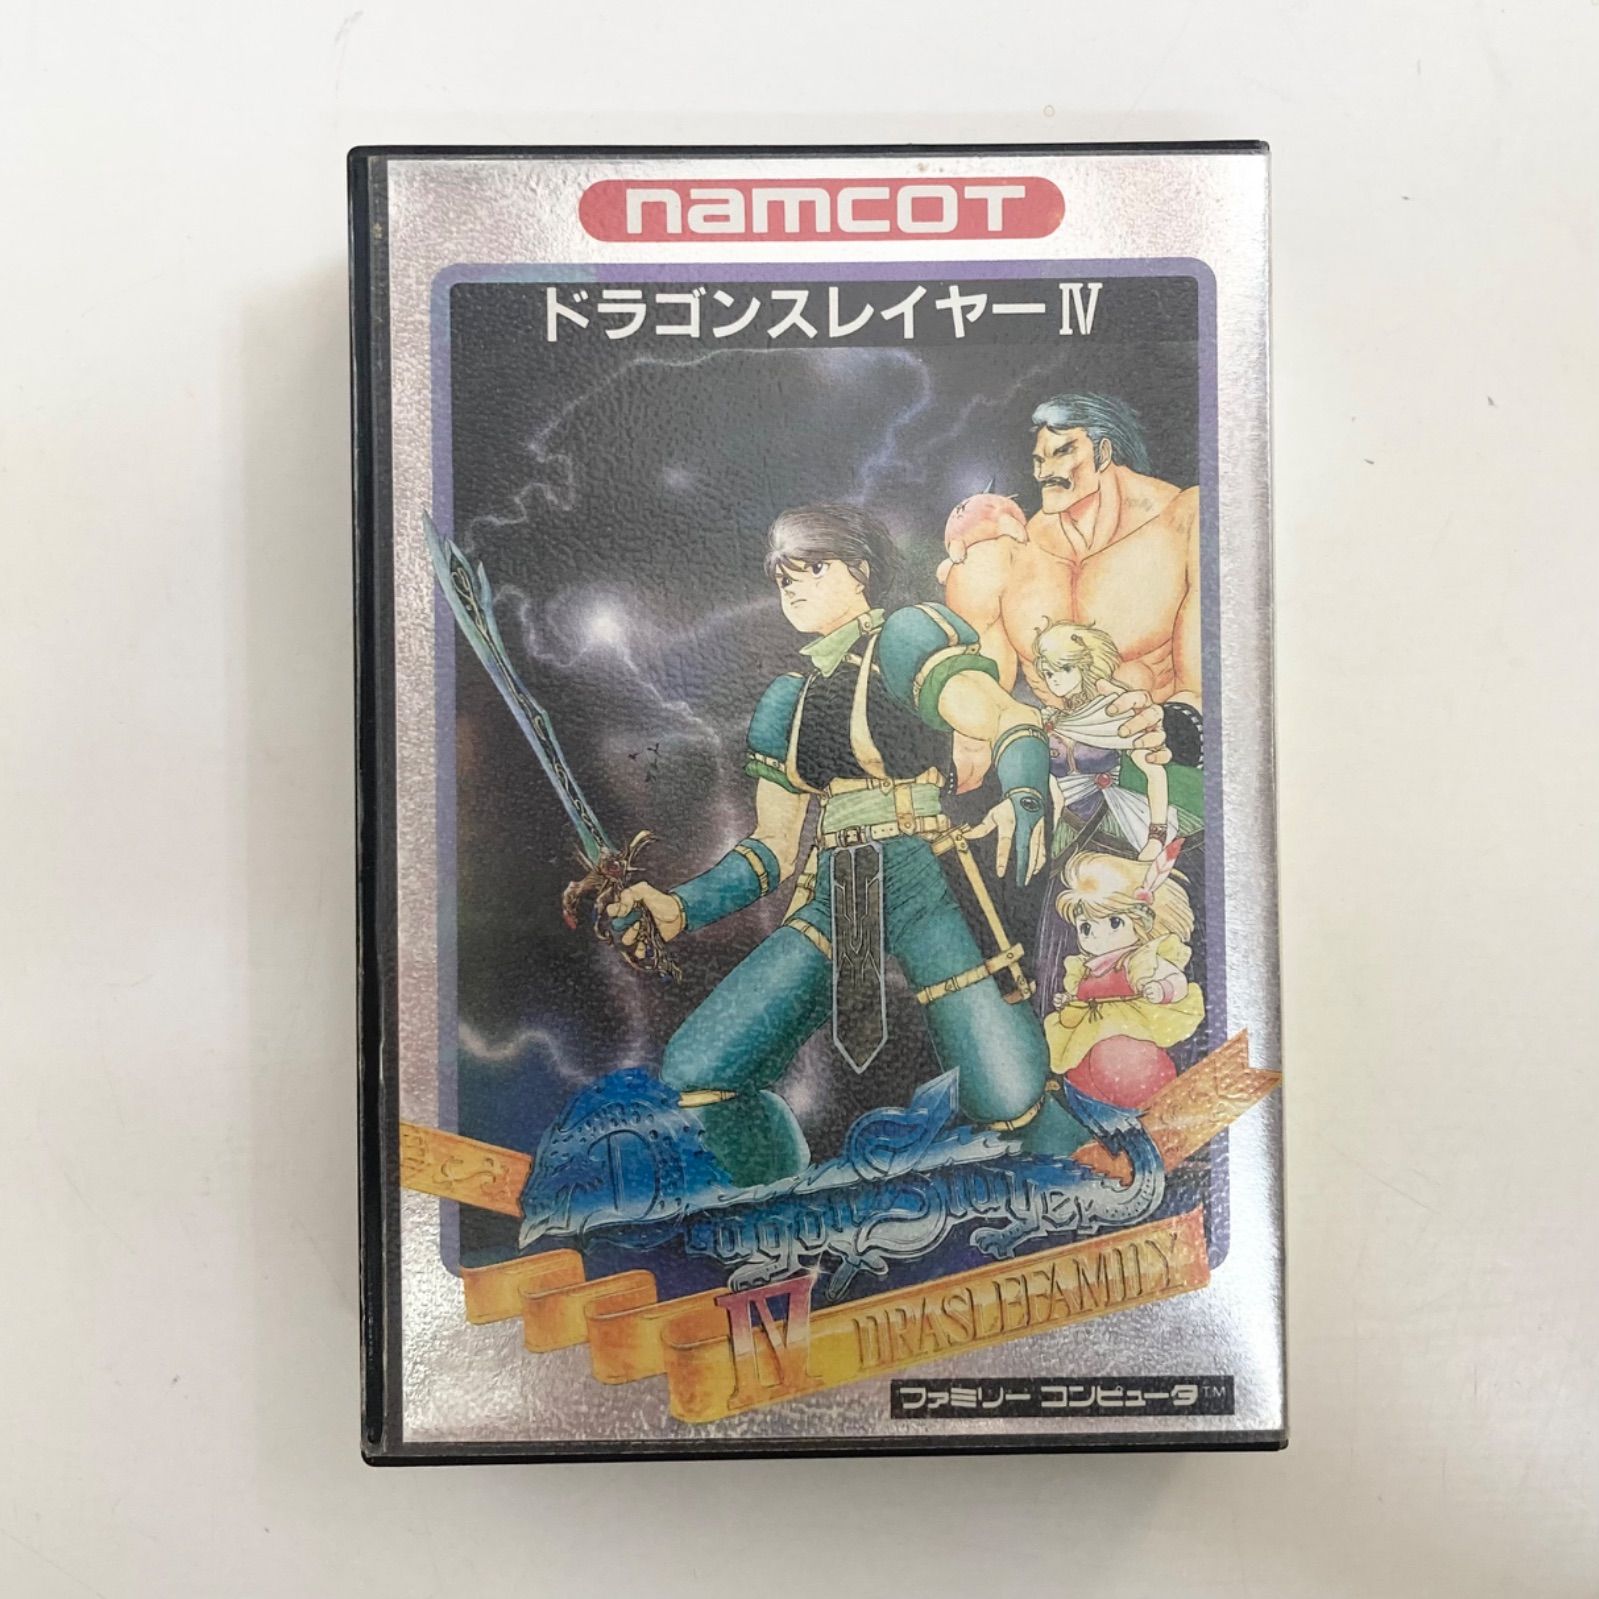 namcot
ドラゴンスレイヤーⅣ
Dragon Slayer
IV DRASLEFAMILY
ファミリーコンピュータ™